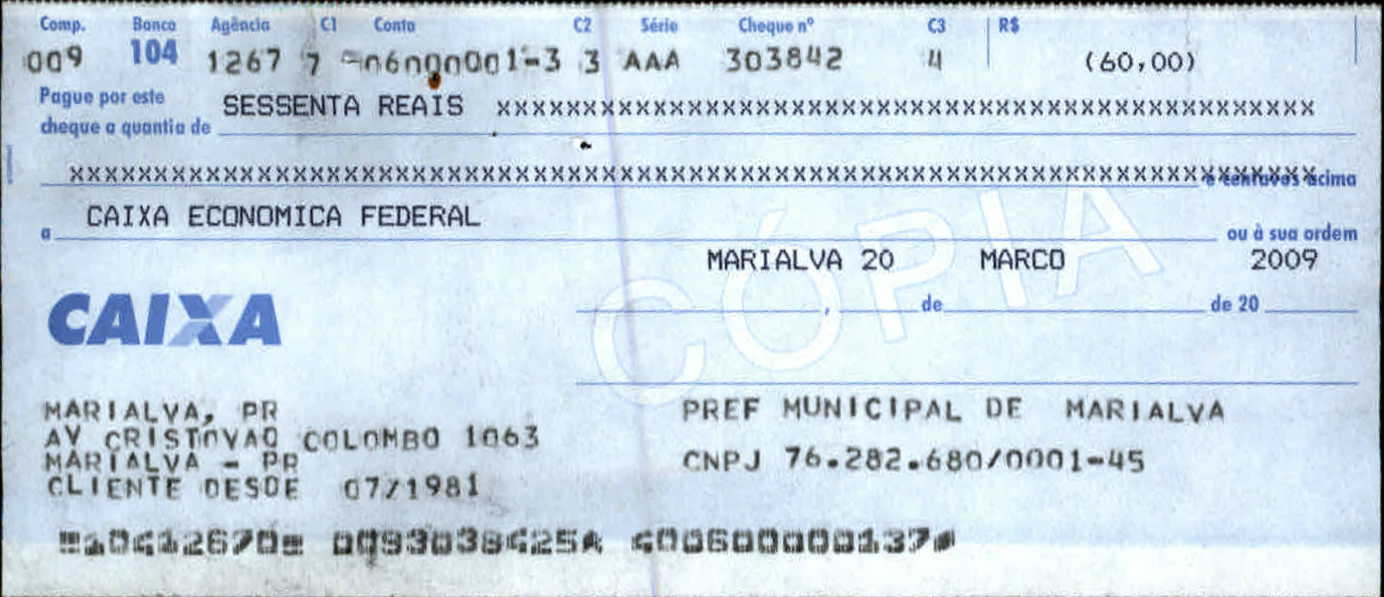 Comp. Banco Agência C1 Conta C2 Série Cheque nº C3 R$
009 104 1267 7 06000001-3 3 AAA 303842 4 (60,00)
Pague por este
cheque a quantia de SESSENTA REAIS xxxxxxxxxxxxxxxxxxxxxxxxxxxxxxxxxxxxxxxxxxxxxxxxxx
xxxxxxxxxxxxxxxxxxxxxxxxxxxxxxxxxxxxxxxxxxxxxxxxxxxxxxxxxxxxxxxxxxxxxxxxxx e centavos acima
a CAIXA ECONOMICA FEDERAL ou à sua ordem
MARIALVA 20 MARCO 2009
, de de 20
CÓPIA
CAIXA
MARIALVA, PR
AV CRISTOVAO COLOMBO 1063
MARIALVA - PR
CLIENTE DESDE 07/1981
PREF MUNICIPAL DE MARIALVA
CNPJ 76.282.680/0001-45